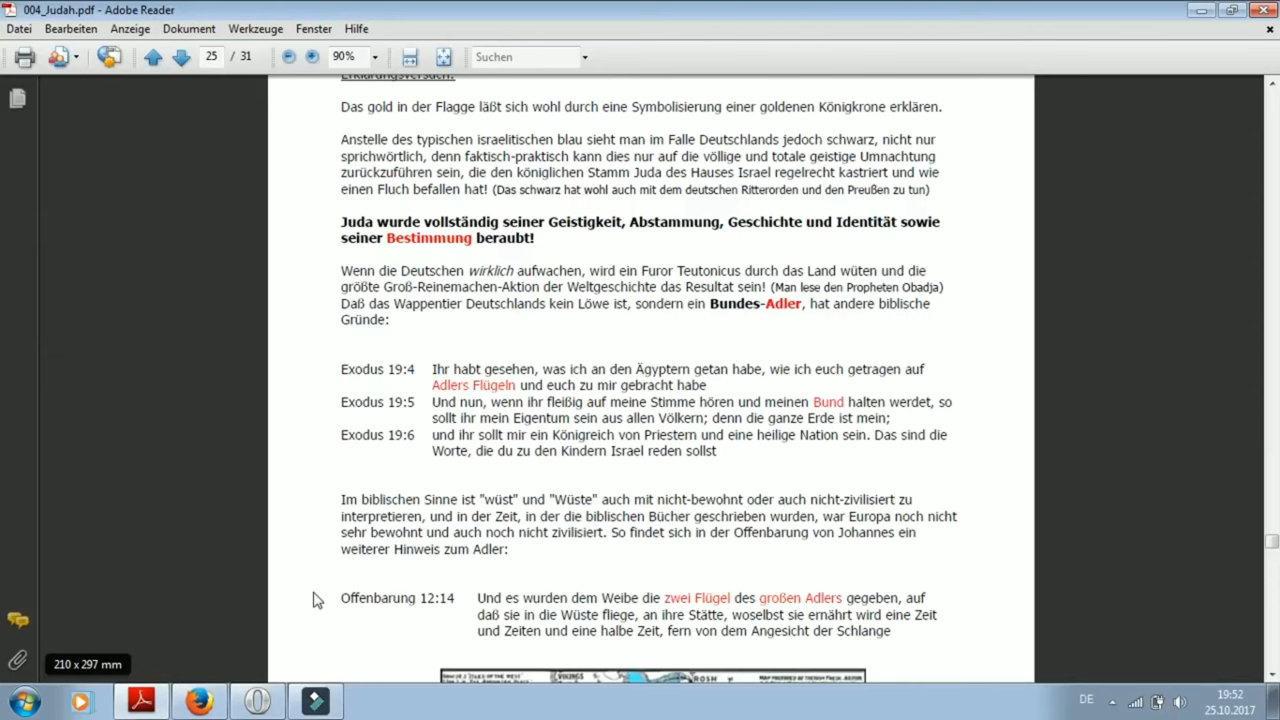 004_Judah.pdf - Adobe Reader
Datei Bearbeiten Anzeige Dokument Werkzeuge Fenster Hilfe
25 / 31 90% Suchen
Erklärungsversuch:
Das gold in der Flagge läßt sich wohl durch eine Symbolisierung einer goldenen Königkrone erklären.
Anstelle des typischen israelitischen blau sieht man im Falle Deutschlands jedoch schwarz, nicht nur
sprichwörtlich, denn faktisch-praktisch kann dies nur auf die völlige und totale geistige Umnachtung
zurückzuführen sein, die den königlichen Stamm Juda des Hauses Israel regelrecht kastriert und wie
einen Fluch befallen hat! (Das schwarz hat wohl auch mit dem deutschen Ritterorden und den Preußen zu tun)
Juda wurde vollständig seiner Geistigkeit, Abstammung, Geschichte und Identität sowie
seiner Bestimmung beraubt!
Wenn die Deutschen wirklich aufwachen, wird ein Furor Teutonicus durch das Land wüten und die
größte Groß-Reinemachen-Aktion der Weltgeschichte das Resultat sein! (Man lese den Propheten Obadja)
Daß das Wappentier Deutschlands kein Löwe ist, sondern ein Bundes-Adler, hat andere biblische
Gründe:
Exodus 19:4 Ihr habt gesehen, was ich an den Ägyptern getan habe, wie ich euch getragen auf
Adlers Flügeln und euch zu mir gebracht habe
Exodus 19:5 Und nun, wenn ihr fleißig auf meine Stimme hören und meinen Bund halten werdet, so
sollt ihr mein Eigentum sein aus allen Völkern; denn die ganze Erde ist mein;
Exodus 19:6 und ihr sollt mir ein Königreich von Priestern und eine heilige Nation sein. Das sind die
Worte, die du zu den Kindern Israel reden sollst
Im biblischen Sinne ist "wüst" und "Wüste" auch mit nicht-bewohnt oder auch nicht-zivilisiert zu
interpretieren, und in der Zeit, in der die biblischen Bücher geschrieben wurden, war Europa noch nicht
sehr bewohnt und auch noch nicht zivilisiert. So findet sich in der Offenbarung von Johannes ein
weiterer Hinweis zum Adler:
Offenbarung 12:14 Und es wurden dem Weibe die zwei Flügel des großen Adlers gegeben, auf
daß sie in die Wüste fliege, an ihre Stätte, woselbst sie ernährt wird eine Zeit
und Zeiten und eine halbe Zeit, fern von dem Angesicht der Schlange
210 x 297 mm
VIKINGS ROSH
DE 19:52
25.10.2017